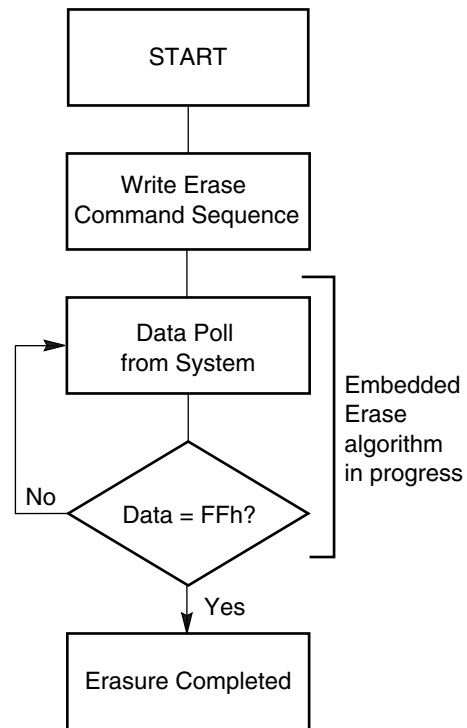 START
Write Erase
Command Sequence
Data Poll
from System
Embedded
Erase
algorithm
in progress
No
Data = FFh?
Yes
Erasure Completed